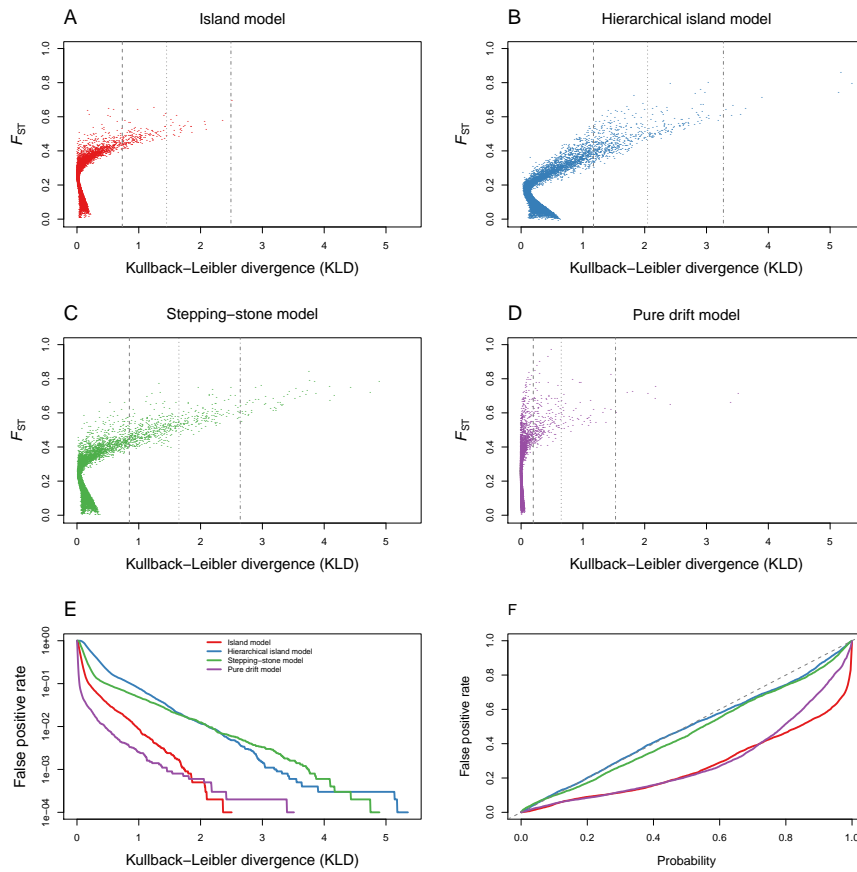 A Island model
F_ST
0.0 0.2 0.4 0.6 0.8 1.0
0 1 2 3 4 5
Kullback−Leibler divergence (KLD)
B Hierarchical island model
F_ST
0.0 0.2 0.4 0.6 0.8 1.0
0 1 2 3 4 5
Kullback−Leibler divergence (KLD)
C Stepping−stone model
F_ST
0.0 0.2 0.4 0.6 0.8 1.0
0 1 2 3 4 5
Kullback−Leibler divergence (KLD)
D Pure drift model
F_ST
0.0 0.2 0.4 0.6 0.8 1.0
0 1 2 3 4 5
Kullback−Leibler divergence (KLD)
E
False positive rate
1e−04 1e−03 1e−02 1e−01 1e+00
Island model
Hierarchical island model
Stepping−stone model
Pure drift model
0 1 2 3 4 5
Kullback−Leibler divergence (KLD)
F
False positive rate
0.0 0.2 0.4 0.6 0.8 1.0
0.0 0.2 0.4 0.6 0.8 1.0
Probability